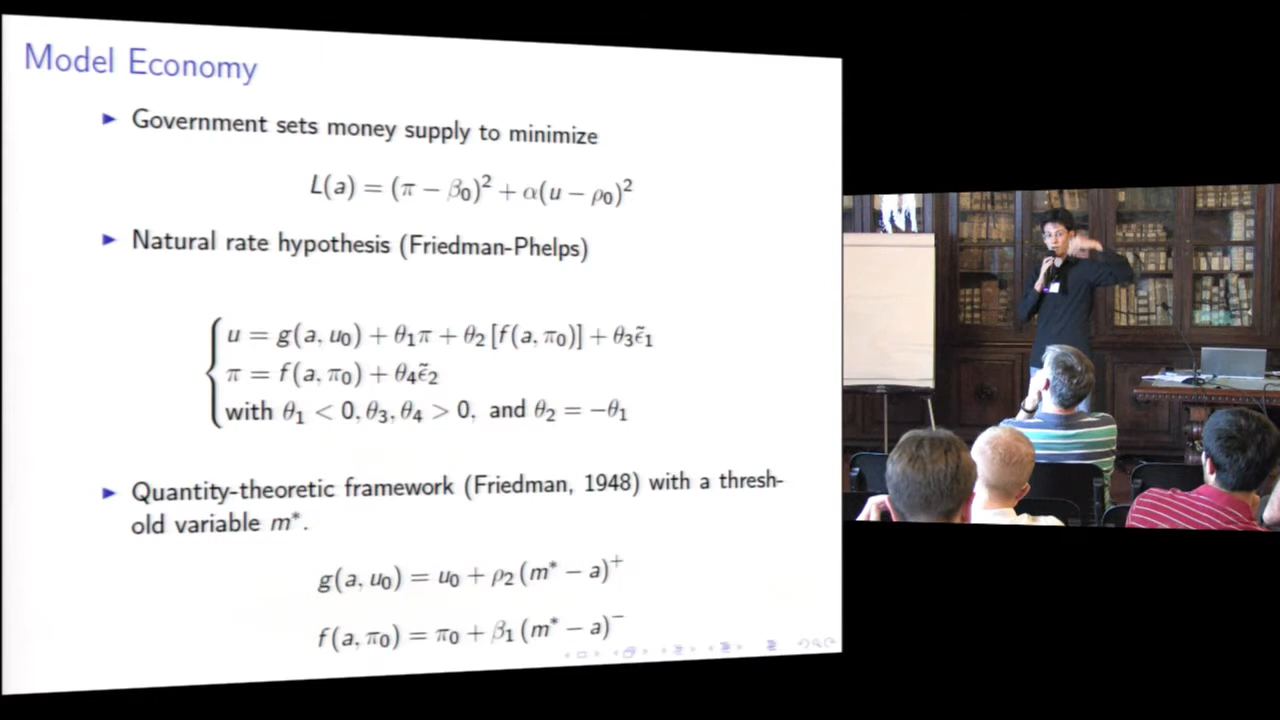 Model Economy
► Government sets money supply to minimize
L(a) = (π − β₀)² + α(u − ρ₀)²
► Natural rate hypothesis (Friedman-Phelps)
u = g(a, u₀) + θ₁π + θ₂ [f(a, π₀)] + θ₃ε̃₁
π = f(a, π₀) + θ₄ε̃₂
with θ₁ < 0, θ₃, θ₄ > 0, and θ₂ = −θ₁
► Quantity-theoretic framework (Friedman, 1948) with a thresh-
old variable m*.
g(a, u₀) = u₀ + ρ₂(m* − a)⁺
f(a, π₀) = π₀ + β₁(m* − a)⁻